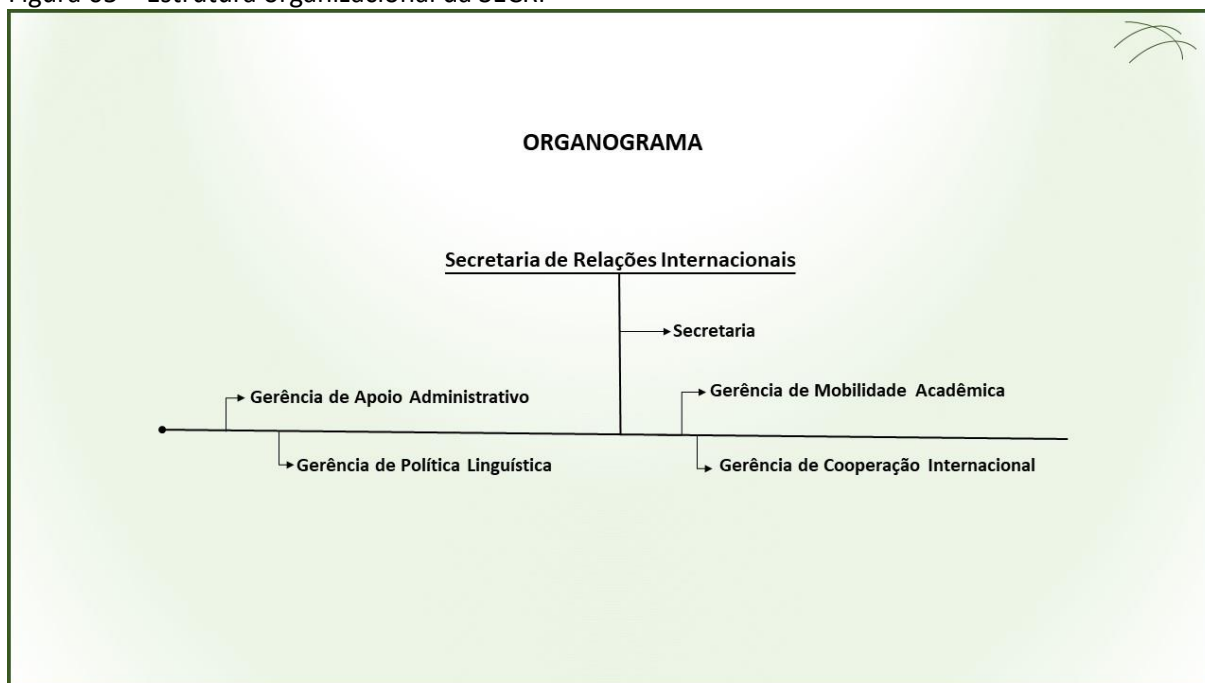 ORGANOGRAMA
Secretaria de Relações Internacionais
Secretaria
Gerência de Apoio Administrativo
Gerência de Mobilidade Acadêmica
Gerência de Política Linguística
Gerência de Cooperação Internacional